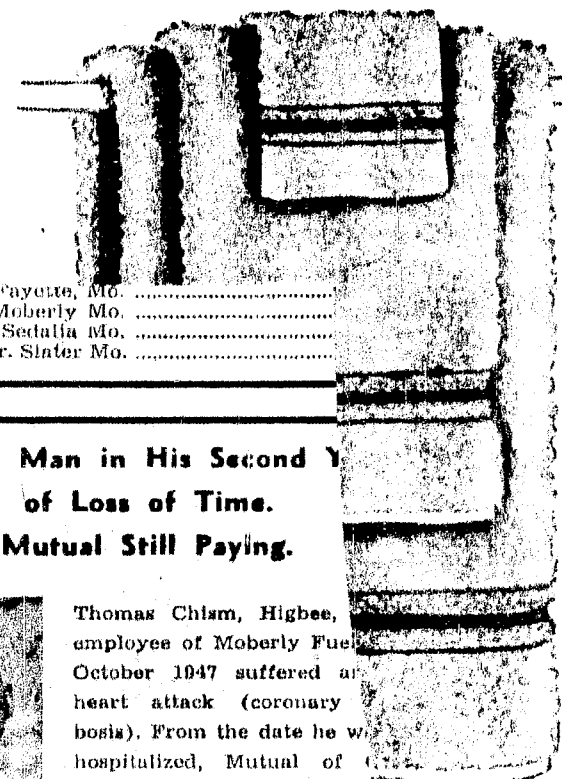 Fayette, Mo. ....................
Moberly Mo. ....................
Sedalia Mo. ....................
r. Slater Mo. ....................
Man in His Second Y
of Loss of Time.
Mutual Still Paying.
Thomas Chism, Higbee,
employee of Moberly Fue
October 1947 suffered an
heart attack (coronary
bosis). From the date he w
hospitalized, Mutual of